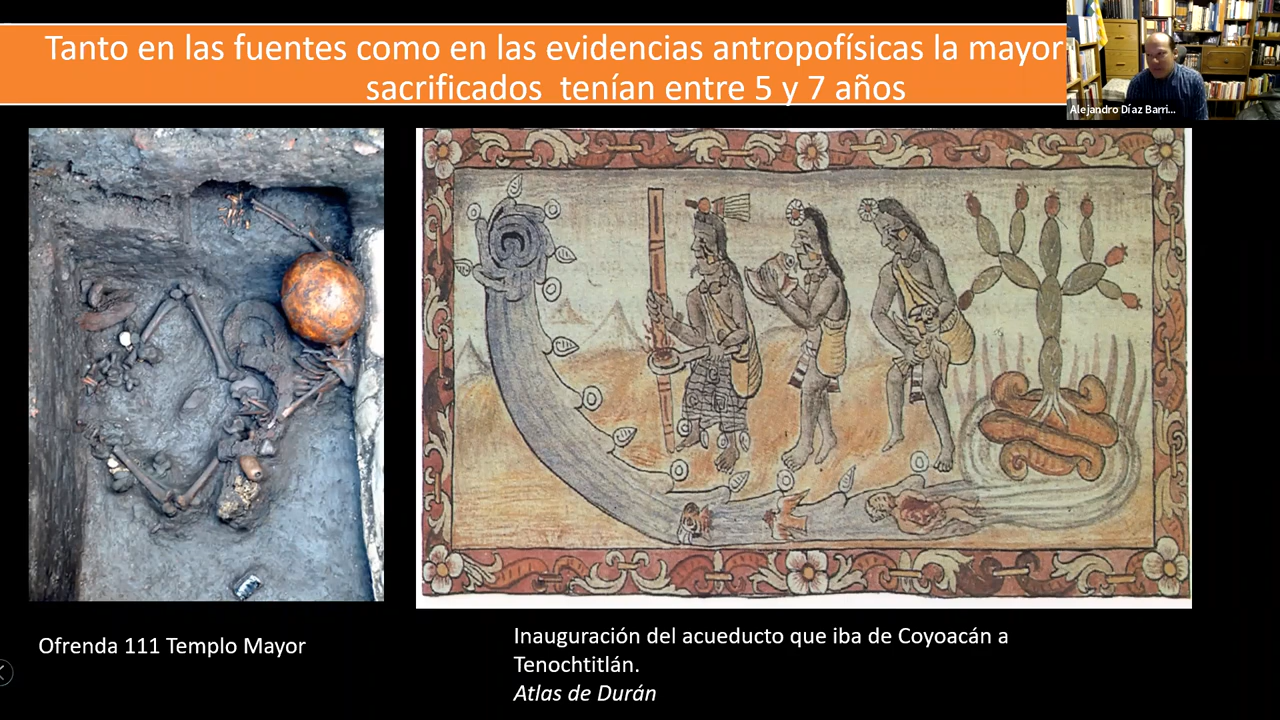 Tanto en las fuentes como en las evidencias antropofísicas la mayor
sacrificados tenían entre 5 y 7 años
Alejandro Díaz Barri...
Ofrenda 111 Templo Mayor
Inauguración del acueducto que iba de Coyoacán a
Tenochtitlán.
Atlas de Durán